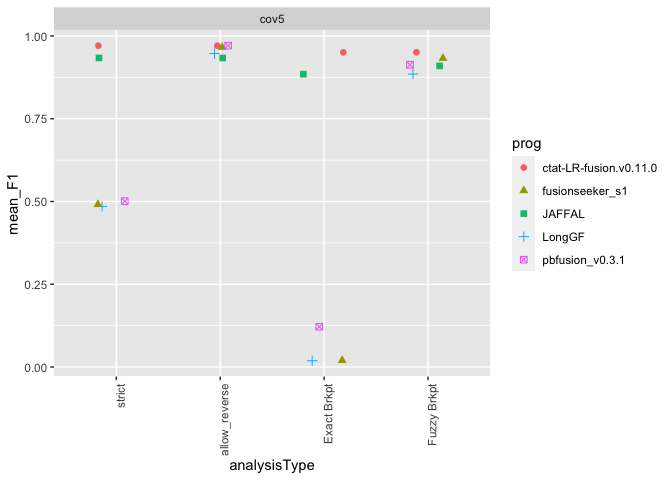 cov5
1.00
0.75
0.50
0.25
0.00
mean_F1
strict
allow_reverse
Exact Brkpt
Fuzzy Brkpt
analysisType
prog
ctat-LR-fusion.v0.11.0
fusionseeker_s1
JAFFAL
LongGF
pbfusion_v0.3.1